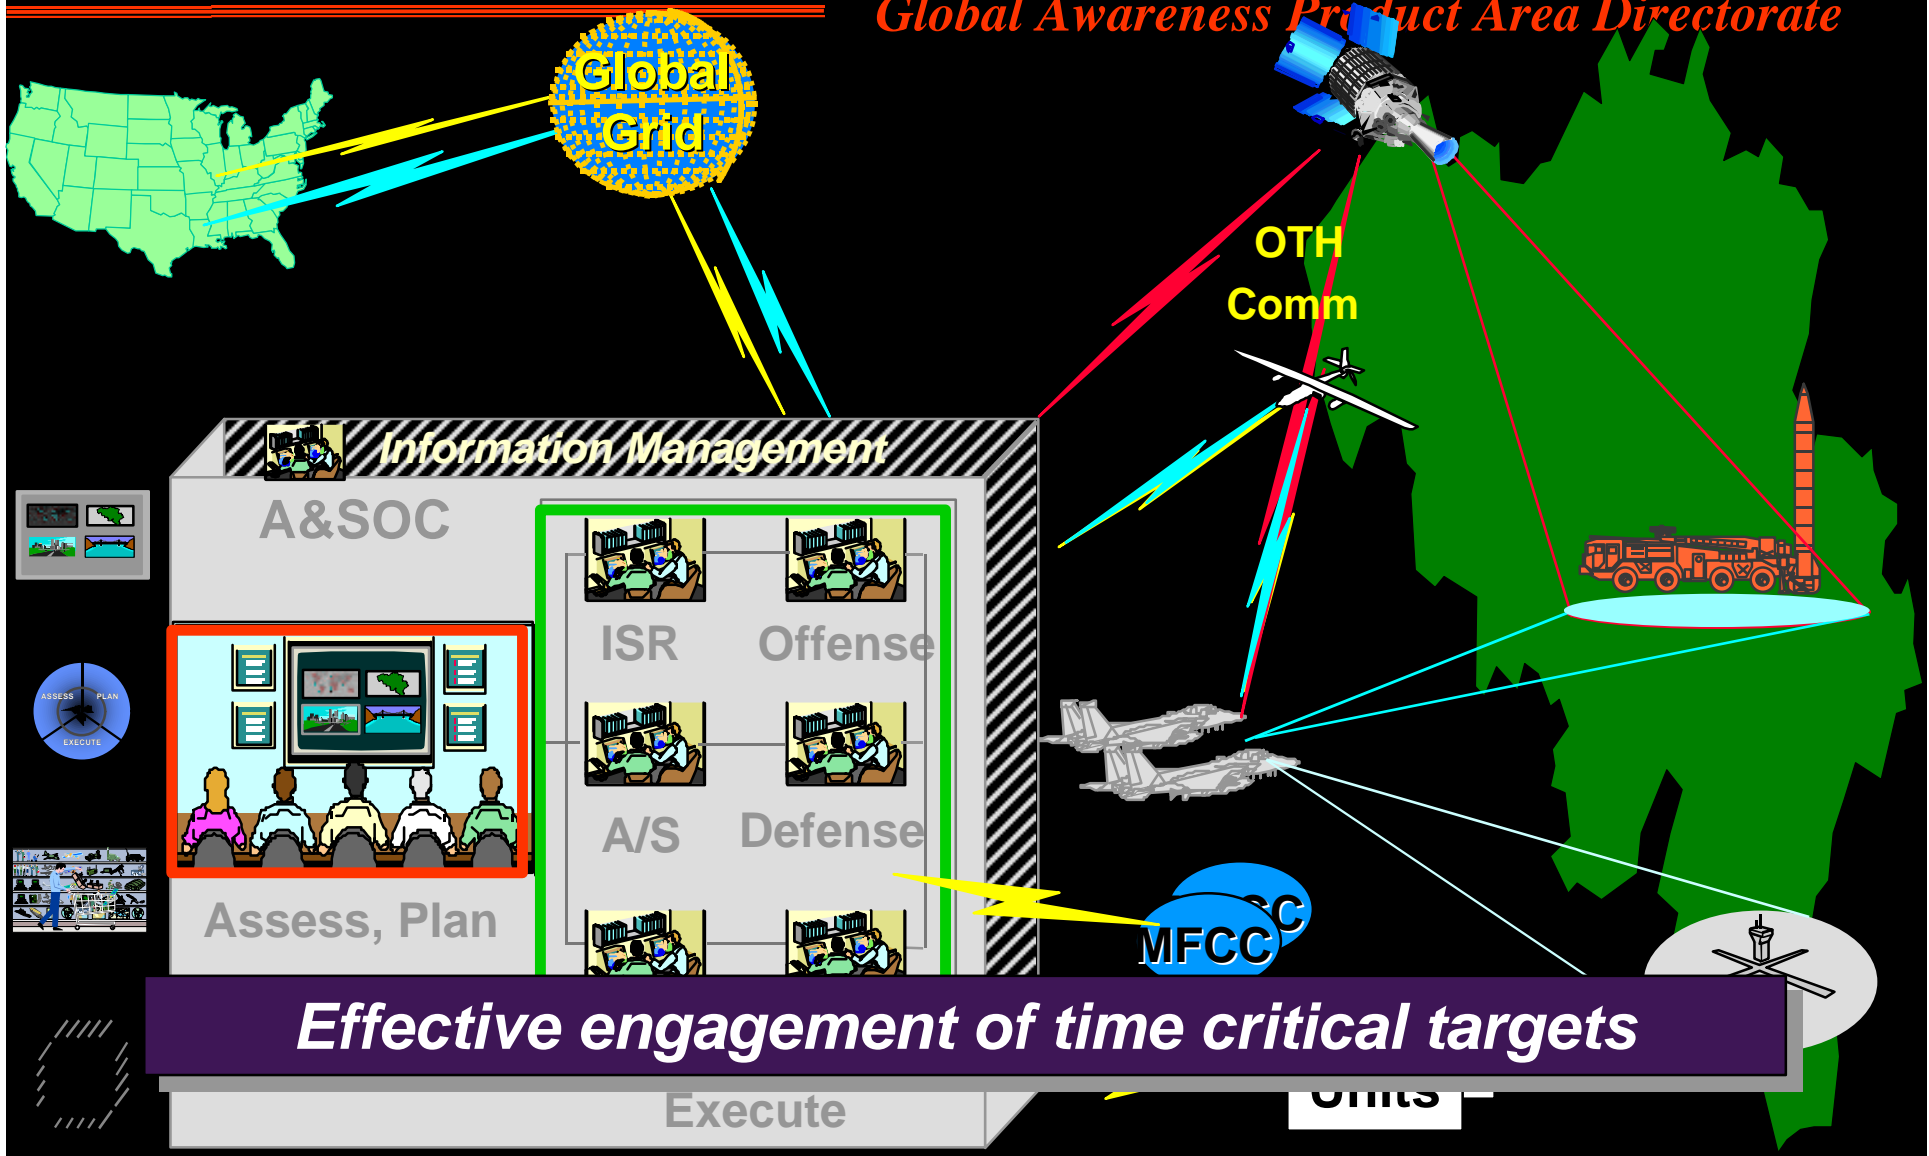 Global Awareness Product Area Directorate
Global
Grid
OTH
Comm
Information Management
A&SOC
ISR
Offense
ASSESS
PLAN
EXECUTE
A/S
Defense
Assess, Plan
MFCC
Effective engagement of time critical targets
Execute
Units